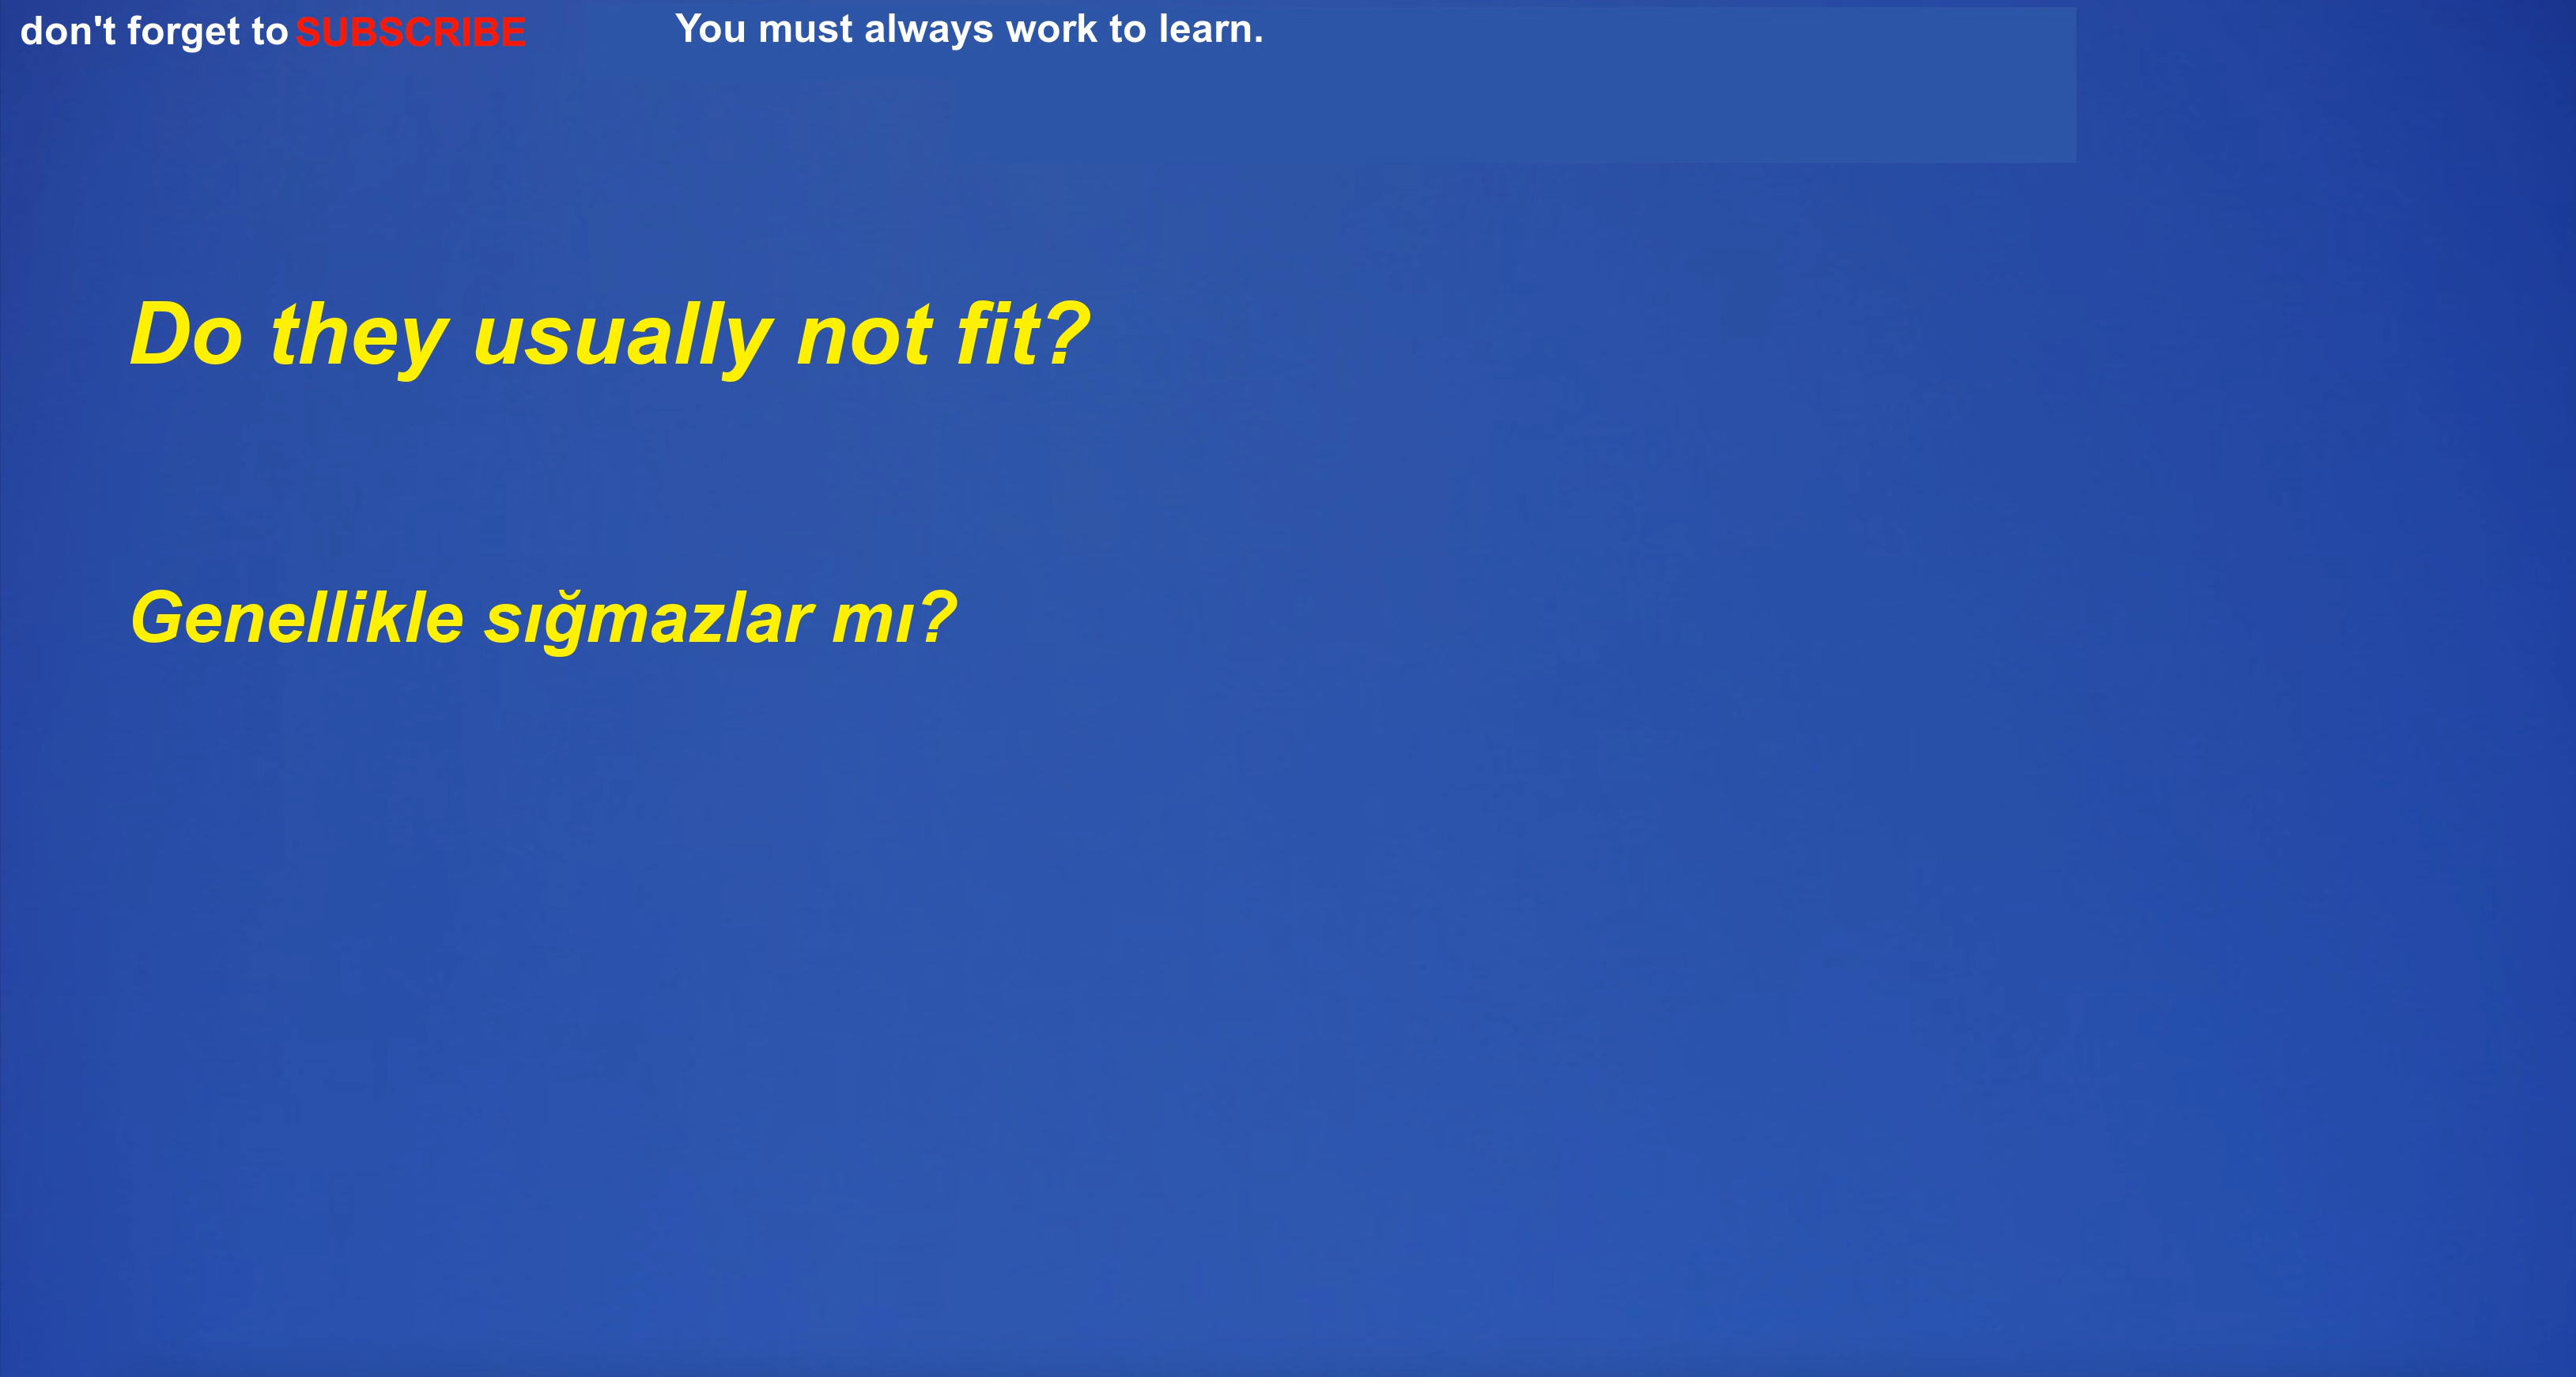 don't forget to SUBSCRIBE
You must always work to learn.
Do they usually not fit?
Genellikle sığmazlar mı?